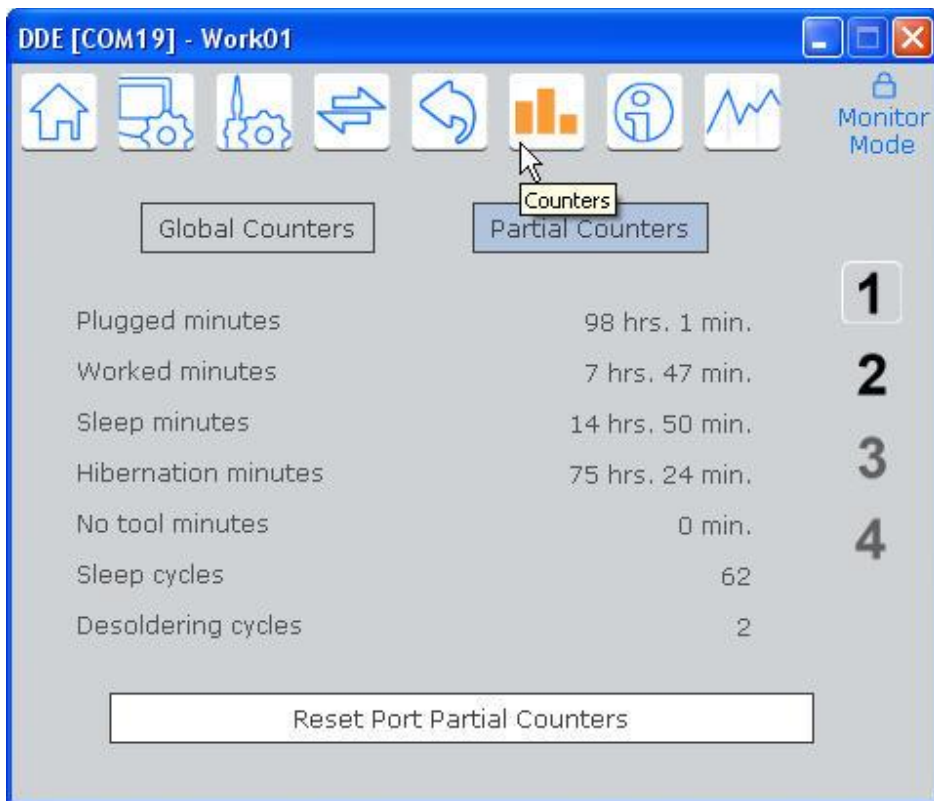 DDE [COM19] - Work01
Monitor
Mode
Counters
Global Counters
Partial Counters
1
Plugged minutes 98 hrs. 1 min.
Worked minutes 7 hrs. 47 min.
2
Sleep minutes 14 hrs. 50 min.
Hibernation minutes 75 hrs. 24 min.
3
No tool minutes 0 min.
4
Sleep cycles 62
Desoldering cycles 2
Reset Port Partial Counters